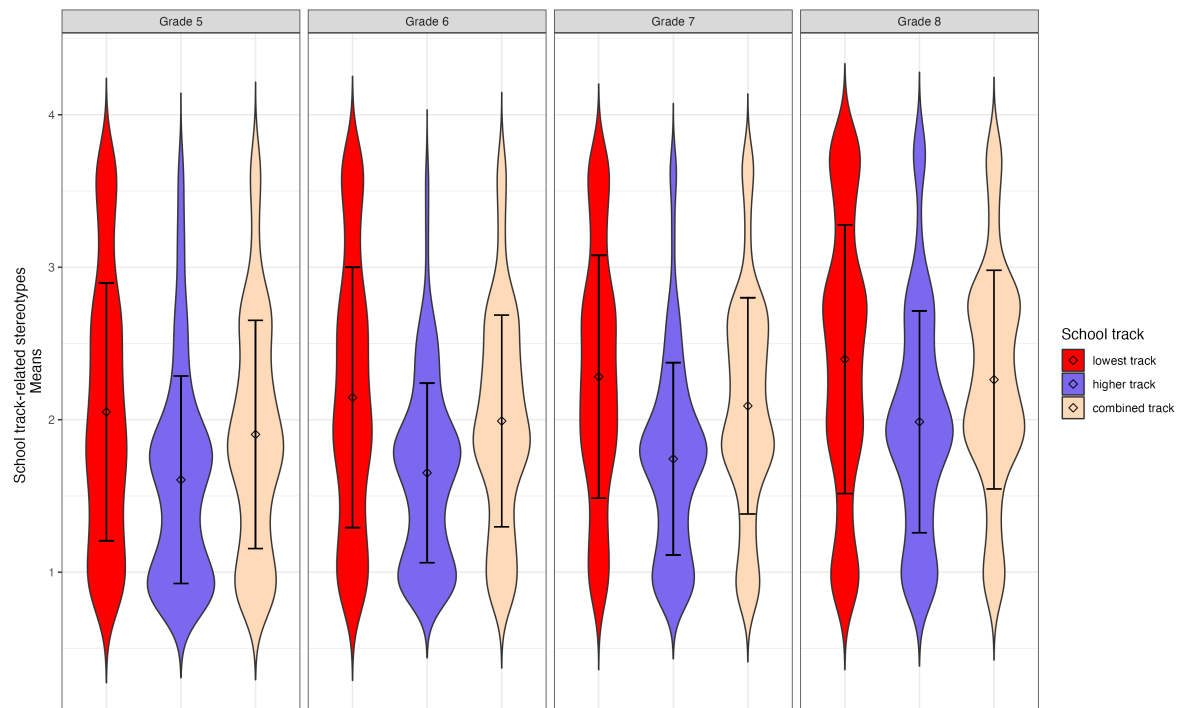 Grade 5
Grade 6
Grade 7
Grade 8
4
3
2
1
School track-related stereotypes
Means
School track
lowest track
higher track
combined track